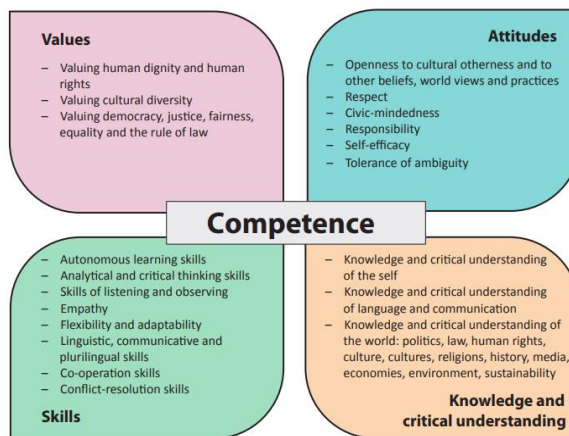 Values
– Valuing human dignity and human
rights
– Valuing cultural diversity
– Valuing democracy, justice, fairness,
equality and the rule of law
Attitudes
– Openness to cultural otherness and to
other beliefs, world views and practices
– Respect
– Civic-mindedness
– Responsibility
– Self-efficacy
– Tolerance of ambiguity
Competence
– Autonomous learning skills
– Analytical and critical thinking skills
– Skills of listening and observing
– Empathy
– Flexibility and adaptability
– Linguistic, communicative and
plurilingual skills
– Co-operation skills
– Conflict-resolution skills
Skills
– Knowledge and critical understanding
of the self
– Knowledge and critical understanding
of language and communication
– Knowledge and critical understanding of
the world: politics, law, human rights,
culture, cultures, religions, history, media,
economies, environment, sustainability
Knowledge and
critical understanding